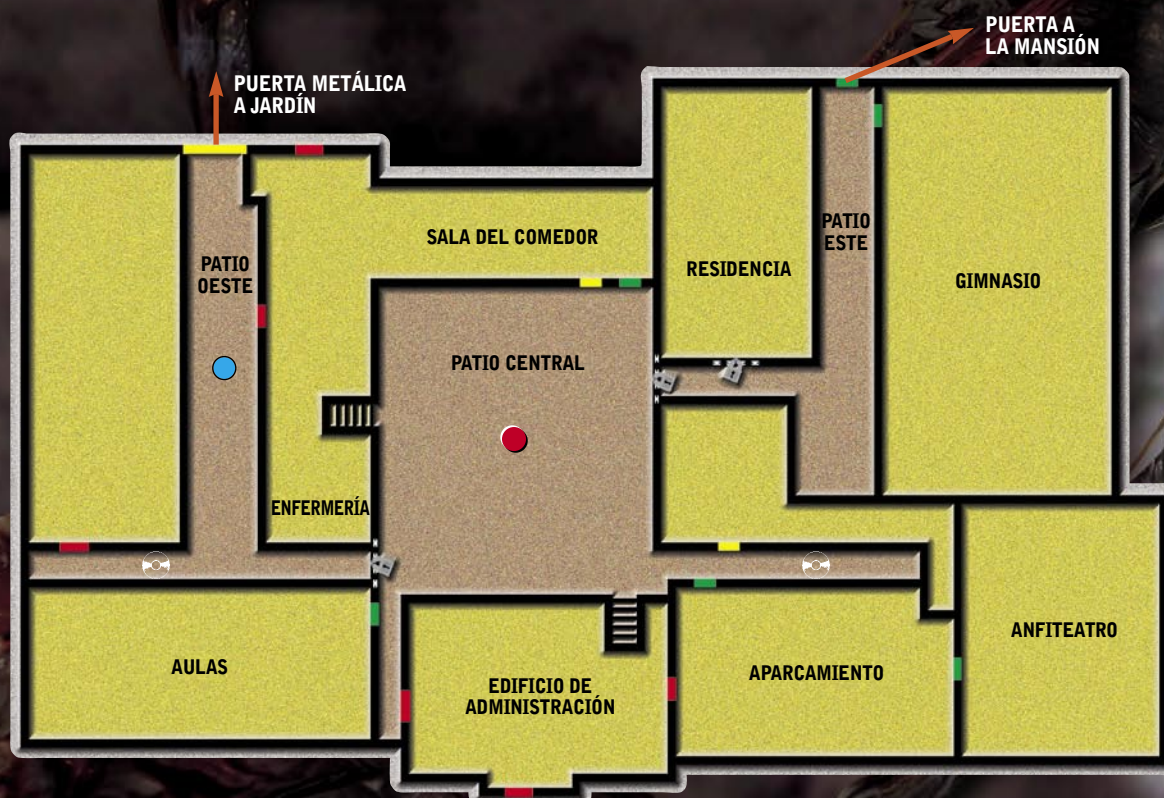 PUERTA A
LA MANSIÓN
PUERTA METÁLICA
A JARDÍN
SALA DEL COMEDOR
PATIO
OESTE
PATIO
ESTE
RESIDENCIA
GIMNASIO
PATIO CENTRAL
ENFERMERÍA
AULAS
EDIFICIO DE
ADMINISTRACIÓN
APARCAMIENTO
ANFITEATRO